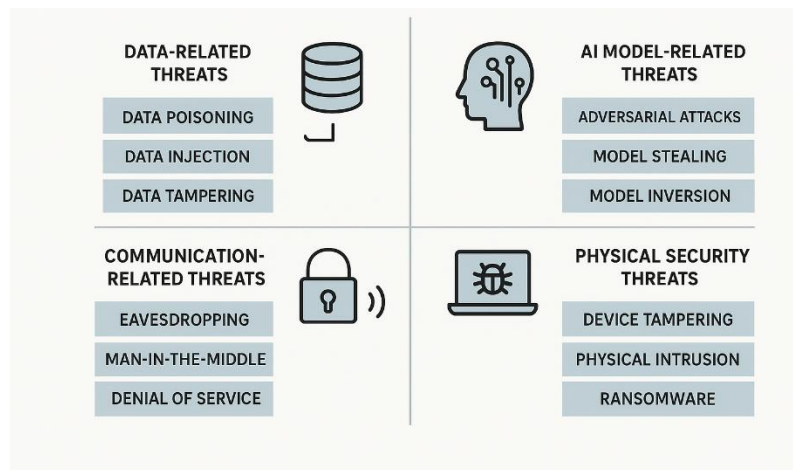 DATA-RELATED
THREATS
DATA POISONING
DATA INJECTION
DATA TAMPERING
AI MODEL-RELATED
THREATS
ADVERSARIAL ATTACKS
MODEL STEALING
MODEL INVERSION
COMMUNICATION-
RELATED THREATS
EAVESDROPPING
MAN-IN-THE-MIDDLE
DENIAL OF SERVICE
PHYSICAL SECURITY
THREATS
DEVICE TAMPERING
PHYSICAL INTRUSION
RANSOMWARE